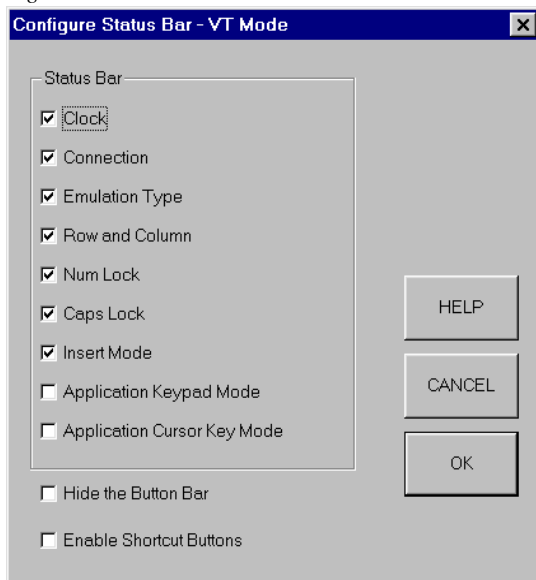 Configure Status Bar - VT Mode
Status Bar
Clock
Connection
Emulation Type
Row and Column
Num Lock
Caps Lock
Insert Mode
Application Keypad Mode
Application Cursor Key Mode
HELP
CANCEL
OK
Hide the Button Bar
Enable Shortcut Buttons